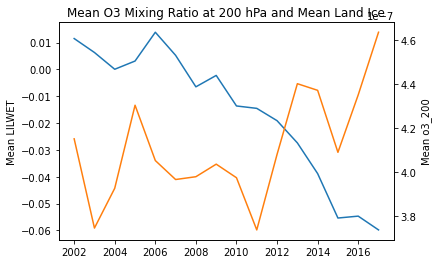 Mean O3 Mixing Ratio at 200 hPa and Mean Land Ice
1e−7
0.01
0.00
−0.01
−0.02
−0.03
−0.04
−0.05
−0.06
Mean LILWET
4.6
4.4
4.2
4.0
3.8
Mean o3_200
2002 2004 2006 2008 2010 2012 2014 2016